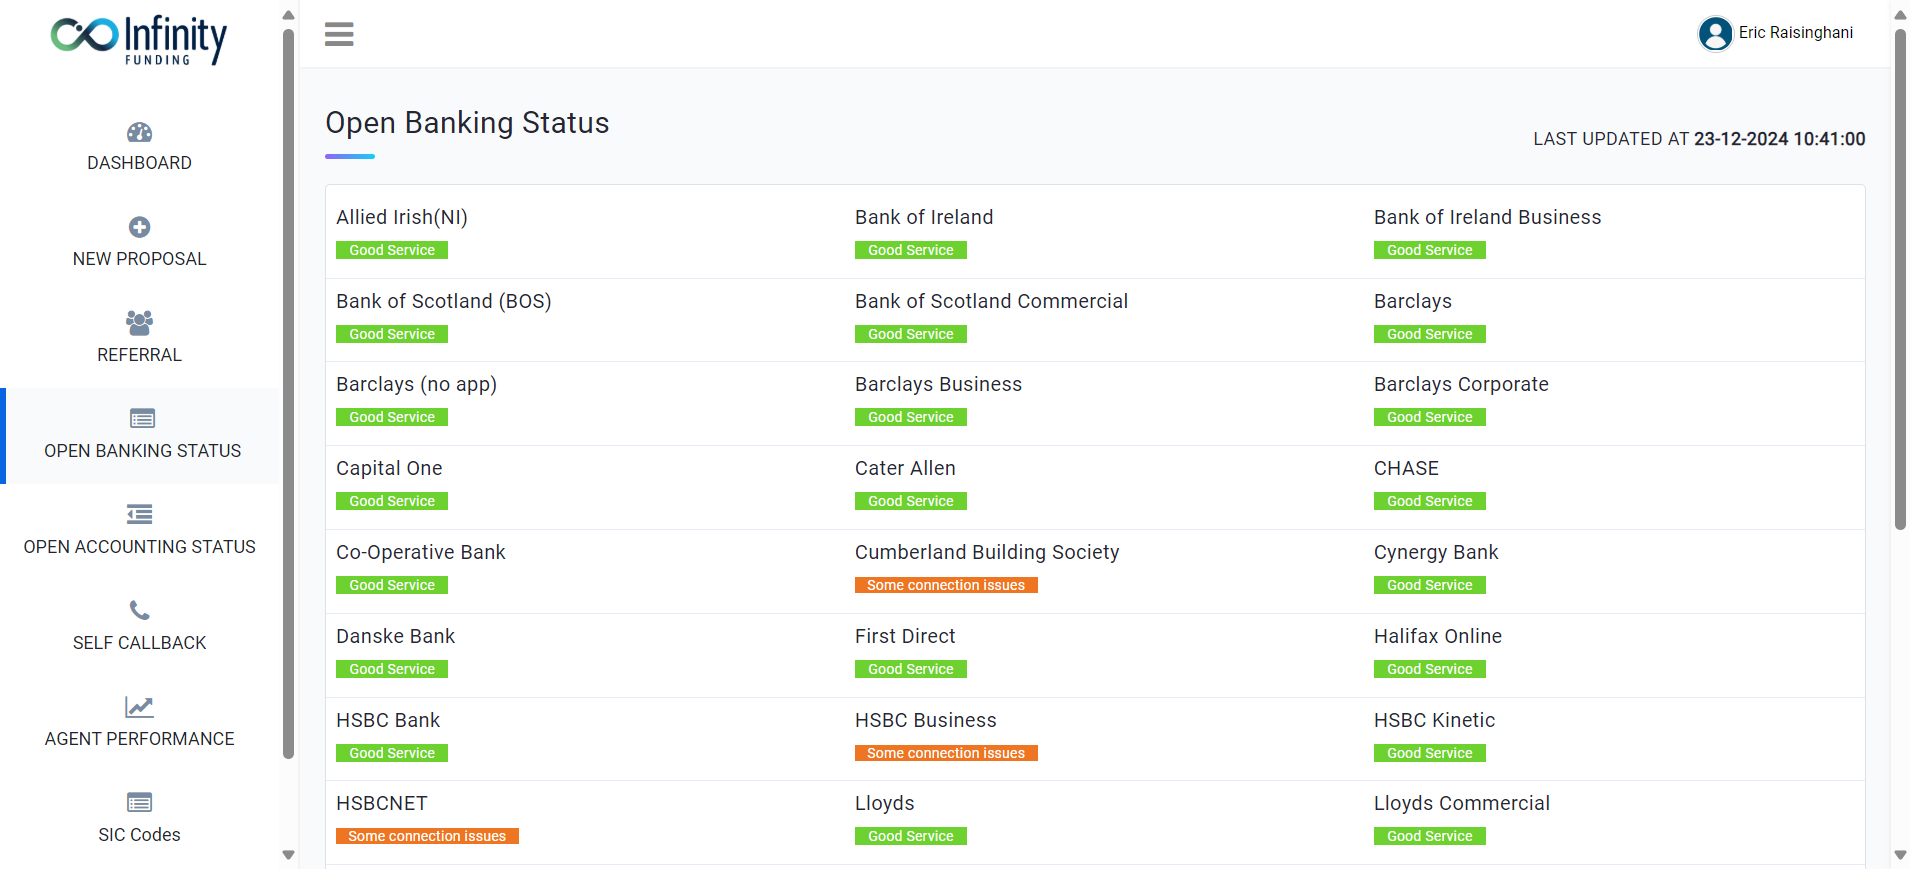 Infinity
FUNDING
DASHBOARD
NEW PROPOSAL
REFERRAL
OPEN BANKING STATUS
OPEN ACCOUNTING STATUS
SELF CALLBACK
AGENT PERFORMANCE
SIC Codes
Eric Raisinghani
Open Banking Status
LAST UPDATED AT 23-12-2024 10:41:00
Allied Irish(NI) Bank of Ireland Bank of Ireland Business
Good Service Good Service Good Service
Bank of Scotland (BOS) Bank of Scotland Commercial Barclays
Good Service Good Service Good Service
Barclays (no app) Barclays Business Barclays Corporate
Good Service Good Service Good Service
Capital One Cater Allen CHASE
Good Service Good Service Good Service
Co-Operative Bank Cumberland Building Society Cynergy Bank
Good Service Some connection issues Good Service
Danske Bank First Direct Halifax Online
Good Service Good Service Good Service
HSBC Bank HSBC Business HSBC Kinetic
Good Service Some connection issues Good Service
HSBCNET Lloyds Lloyds Commercial
Some connection issues Good Service Good Service